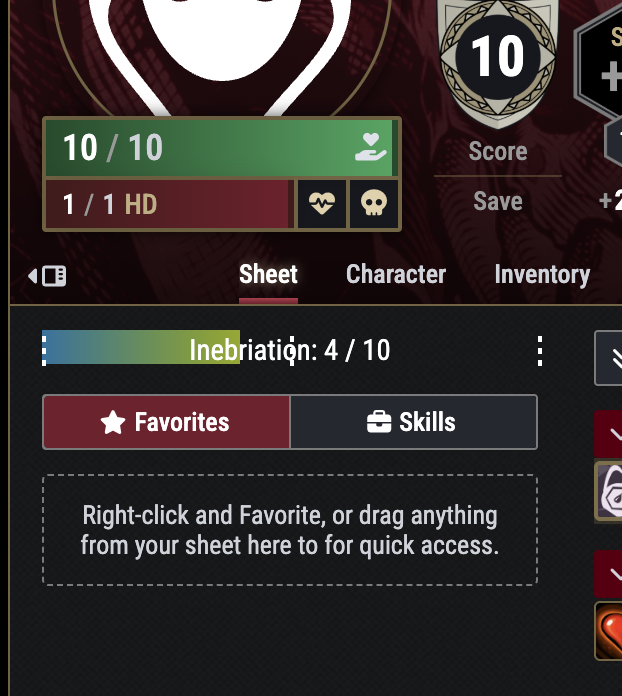 10
S
10 / 10
1 / 1 HD
Score
Save
+2
Sheet Character Inventory
Inebriation: 4 / 10
Favorites Skills
Right-click and Favorite, or drag anything
from your sheet here to for quick access.